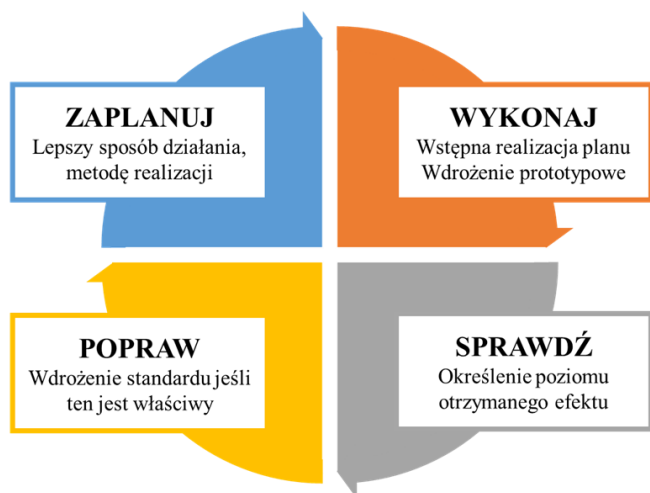 ZAPLANUJ
Lepszy sposób działania,
metodę realizacji
WYKONAJ
Wstępna realizacja planu
Wdrożenie prototypowe
POPRAW
Wdrożenie standardu jeśli
ten jest właściwy
SPRAWDŹ
Określenie poziomu
otrzymanego efektu